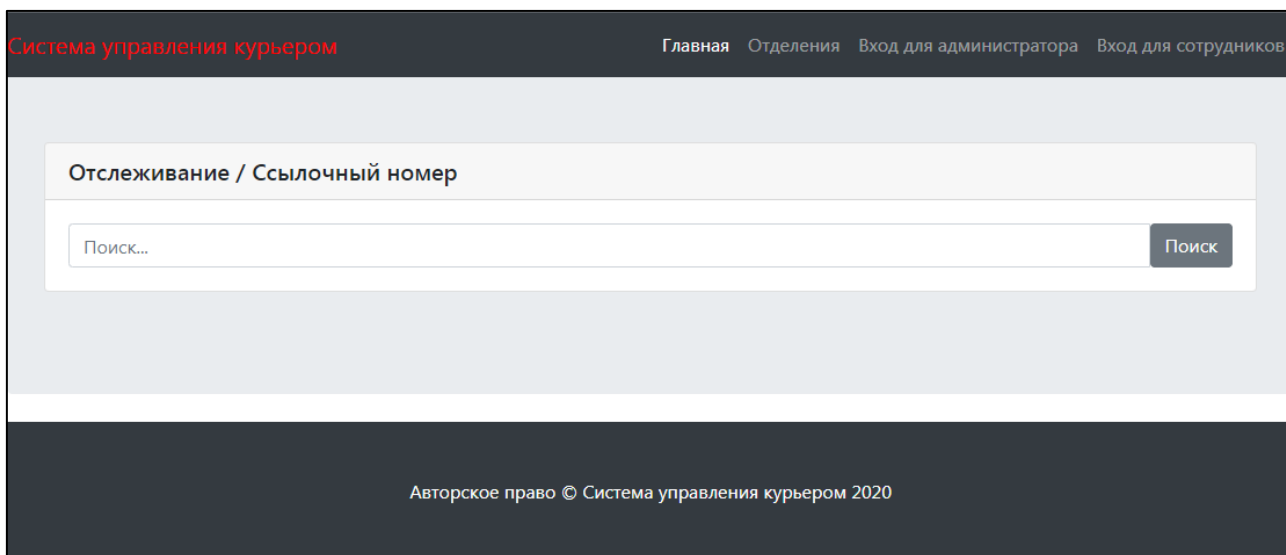 Система управления курьером
Главная Отделения Вход для администратора Вход для сотрудников
Отслеживание / Ссылочный номер
Поиск... Поиск
Авторское право © Система управления курьером 2020